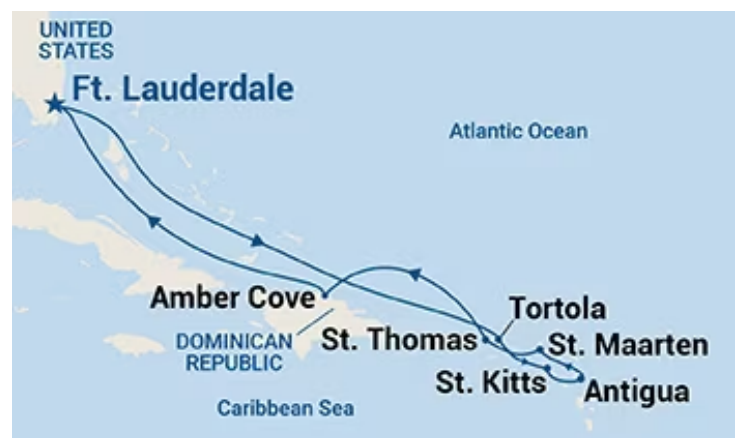 UNITED
STATES
Ft. Lauderdale
Atlantic Ocean
Amber Cove
Tortola
DOMINICAN
REPUBLIC
St. Thomas
St. Maarten
St. Kitts
Antigua
Caribbean Sea